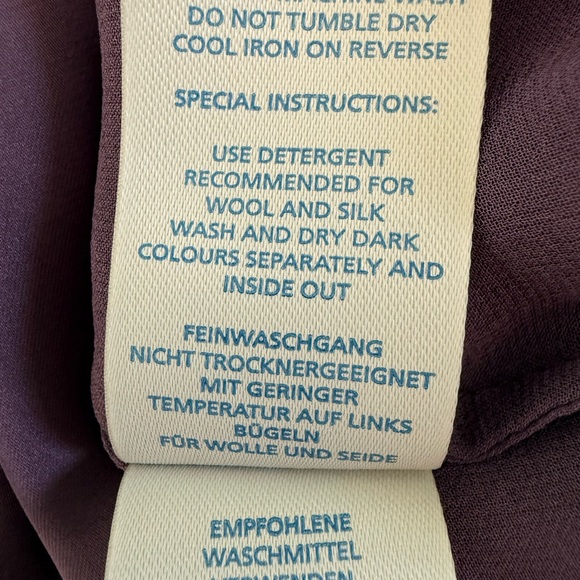 DO NOT TUMBLE DRY
COOL IRON ON REVERSE
SPECIAL INSTRUCTIONS:
USE DETERGENT
RECOMMENDED FOR
WOOL AND SILK
WASH AND DRY DARK
COLOURS SEPARATELY AND
INSIDE OUT
FEINWASCHGANG
NICHT TROCKNERGEEIGNET
MIT GERINGER
TEMPERATUR AUF LINKS
BÜGELN
FÜR WOLLE UND SEIDE
EMPFOHLENE
WASCHMITTEL
VERWENDEN